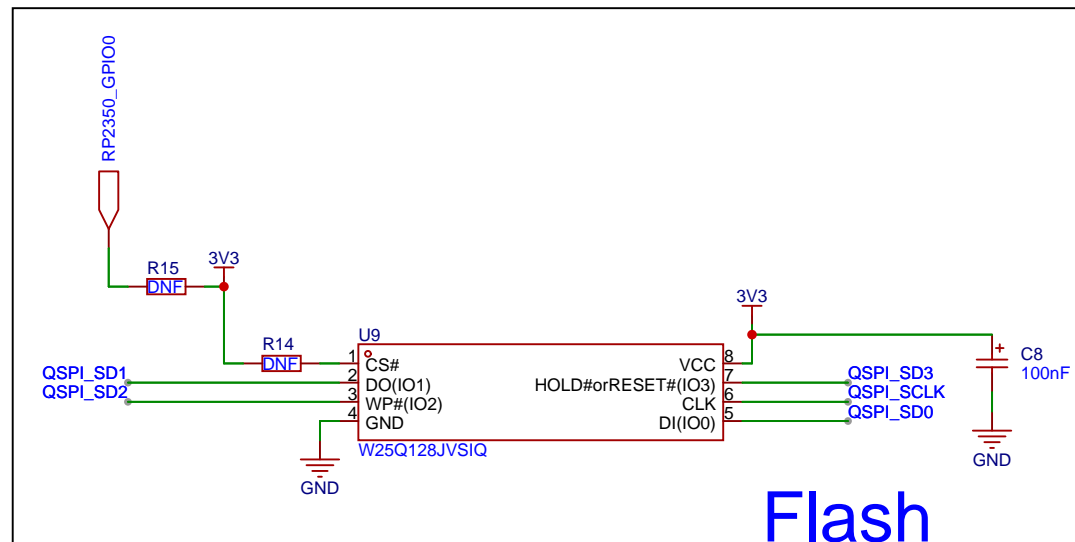 RP2350_GPIO0
R15
DNF
3V3
R14
DNF
U9
1
CS#
QSPI_SD1
2
DO(IO1)
QSPI_SD2
3
WP#(IO2)
4
GND
GND
W25Q128JVSIQ
3V3
VCC
8
HOLD#orRESET#(IO3)
7
QSPI_SD3
CLK
6
QSPI_SCLK
DI(IO0)
5
QSPI_SD0
+
C8
100nF
GND
Flash